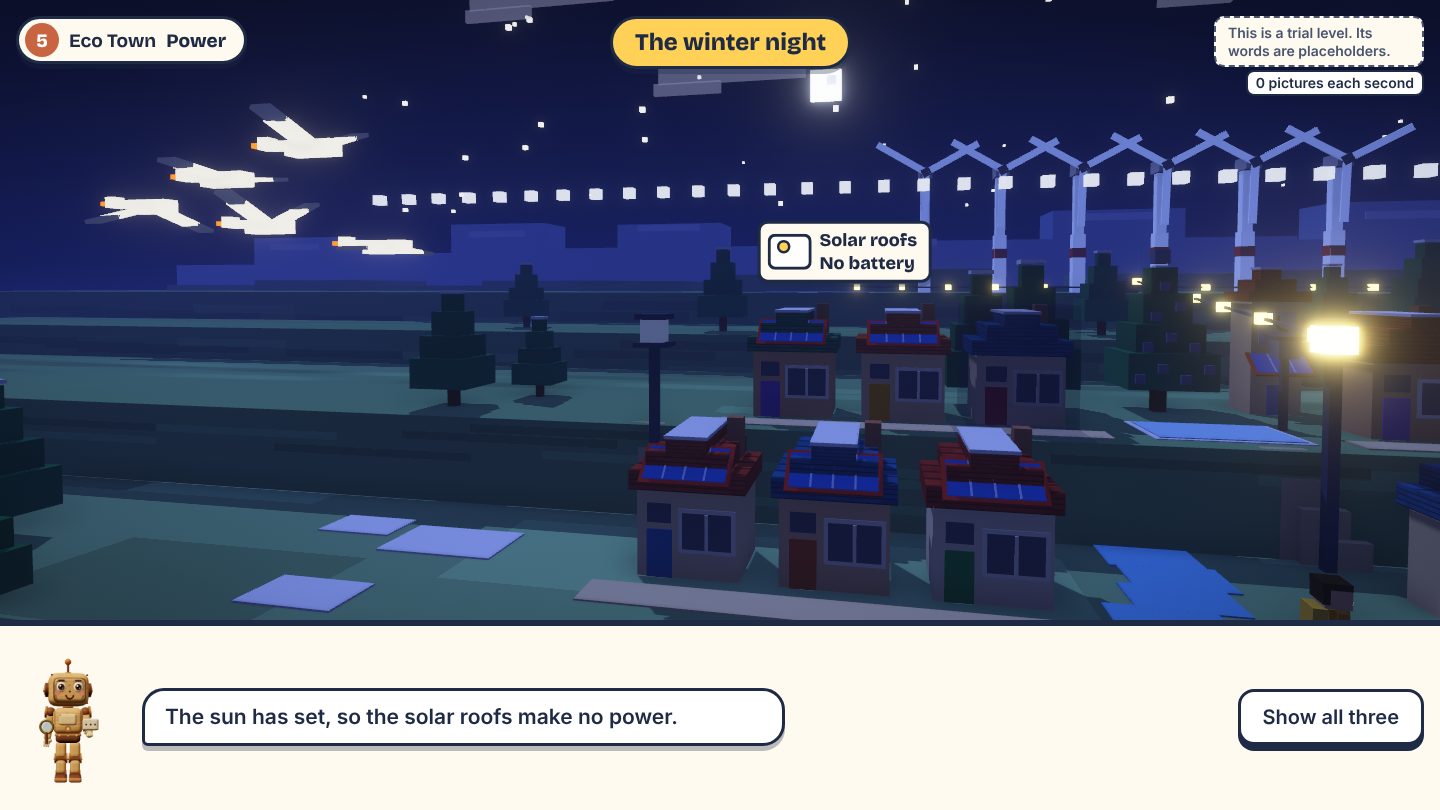 5 Eco Town Power
The winter night
This is a trial level. Its
words are placeholders.
0 pictures each second
Solar roofs
No battery
The sun has set, so the solar roofs make no power.
Show all three